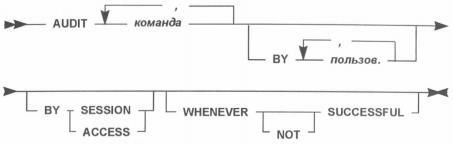 ,
AUDIT команда
,
BY пользов.
BY SESSION WHENEVER SUCCESSFUL
ACCESS NOT